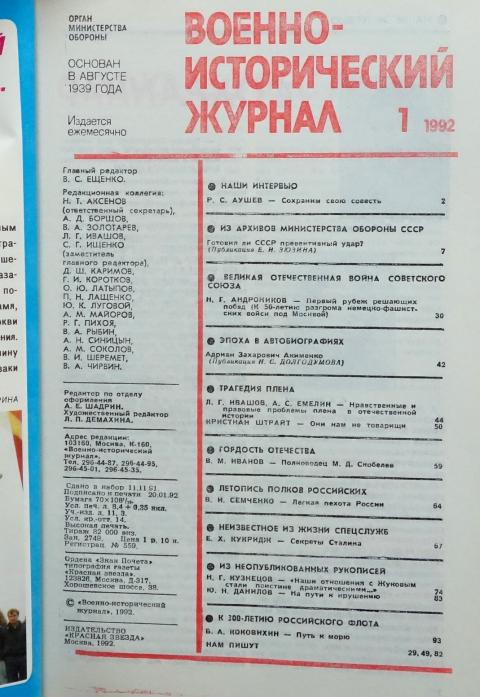 ОРГАН
МИНИСТЕРСТВА
ОБОРОНЫ
ОСНОВАН
В АВГУСТЕ
1939 ГОДА
Издается
ежемесячно
ВОЕННО-
ИСТОРИЧЕСКИЙ
ЖУРНАЛ 1 1992
Главный редактор
В. С. ЕЩЕНКО.
Редакционная коллегия:
Н. Т. АКСЕНОВ
(ответственный секретарь),
А. Д. БОРЩОВ,
В. А. ЗОЛОТАРЕВ,
Л. Г. ИВАШОВ,
С. Г. ИЩЕНКО
(заместитель
главного редактора),
Д. Ш. КАРИМОВ,
Г. И. КОРОТКОВ,
О. Ю. ЛАТЫПОВ,
П. Н. ЛАЩЕНКО,
Ю. К. ЛУГОВОЙ,
А. М. МАЙОРОВ,
Р. Г. ПИХОЯ,
В. А. РЫБИН,
А. Н. СИНИЦЫН,
А. М. СОКОЛОВ,
В. И. ШЕРЕМЕТ,
В. А. ЧИРВИН.
Редактор по отделу
оформления
А. Е. ШАДРИН.
Художественный редактор
Л. П. ДЕМАХИНА.
Адрес редакции:
103160, Москва, К-160,
«Военно-исторический
журнал».
Тел. 296-44-87, 296-44-95,
296-45-01, 296-45-35.
Сдано в набор 11.11.91.
Подписано к печати 20.01.92
Бумага 70×108¹/₁₆.
Усл. печ. л. 8,4 + 0,35 вкл.
Уч.-изд. л. 11,3.
Усл. кр.-отт. 14.
Высокая печать.
Тираж 82 000 экз.
Зак. 2748. Цена 1 р. 10 к.
Регистрац. № 559.
Ордена «Знак Почета»
типография газеты
«Красная звезда».
123826, Москва, Д-317,
Хорошевское шоссе, 38.
© «Военно-исторический
журнал», 1992.
ИЗДАТЕЛЬСТВО
«КРАСНАЯ ЗВЕЗДА»
Москва, 1992.
НАШИ ИНТЕРВЬЮ
Р. С. АУШЕВ — Сохраним свою совесть 2
ИЗ АРХИВОВ МИНИСТЕРСТВА ОБОРОНЫ СССР
Готовил ли СССР превентивный удар?
(Публикация Е. И. ЗЮЗИНА) 7
ВЕЛИКАЯ ОТЕЧЕСТВЕННАЯ ВОЙНА СОВЕТСКОГО
СОЮЗА
Н. Г. АНДРОНИКОВ — Первый рубеж решающих
побед (К 50-летию разгрома немецко-фашист-
ских войск под Москвой) 30
ЭПОХА В АВТОБИОГРАФИЯХ
Адриан Захарович Акименко
(Публикация И. С. ДОЛГОДУМОВА) 42
ТРАГЕДИЯ ПЛЕНА
Л. Г. ИВАШОВ, А. С. ЕМЕЛИН — Нравственные и
правовые проблемы плена в отечественной
истории 44
КРИСТИАН ШТРАЙТ — Они нам не товарищи 50
ГОРДОСТЬ ОТЕЧЕСТВА
В. М. ИВАНОВ — Полководец М. Д. Скобелев 59
ЛЕТОПИСЬ ПОЛКОВ РОССИЙСКИХ
В. И. СЕМЧЕНКО — Легкая пехота России 64
НЕИЗВЕСТНОЕ ИЗ ЖИЗНИ СПЕЦСЛУЖБ
Е. Х. КУКРИДЖ — Секреты Сталина 67
ИЗ НЕОПУБЛИКОВАННЫХ РУКОПИСЕЙ
Н. Г. КУЗНЕЦОВ — «Наши отношения с Жуковым
стали поистине драматическими...» 74
Ю. Н. ДАНИЛОВ — На пути к крушению 83
К 300-ЛЕТИЮ РОССИЙСКОГО ФЛОТА
Б. А. КОКОВИХИН — Путь к морю 93
НАМ ПИШУТ 29, 49, 82